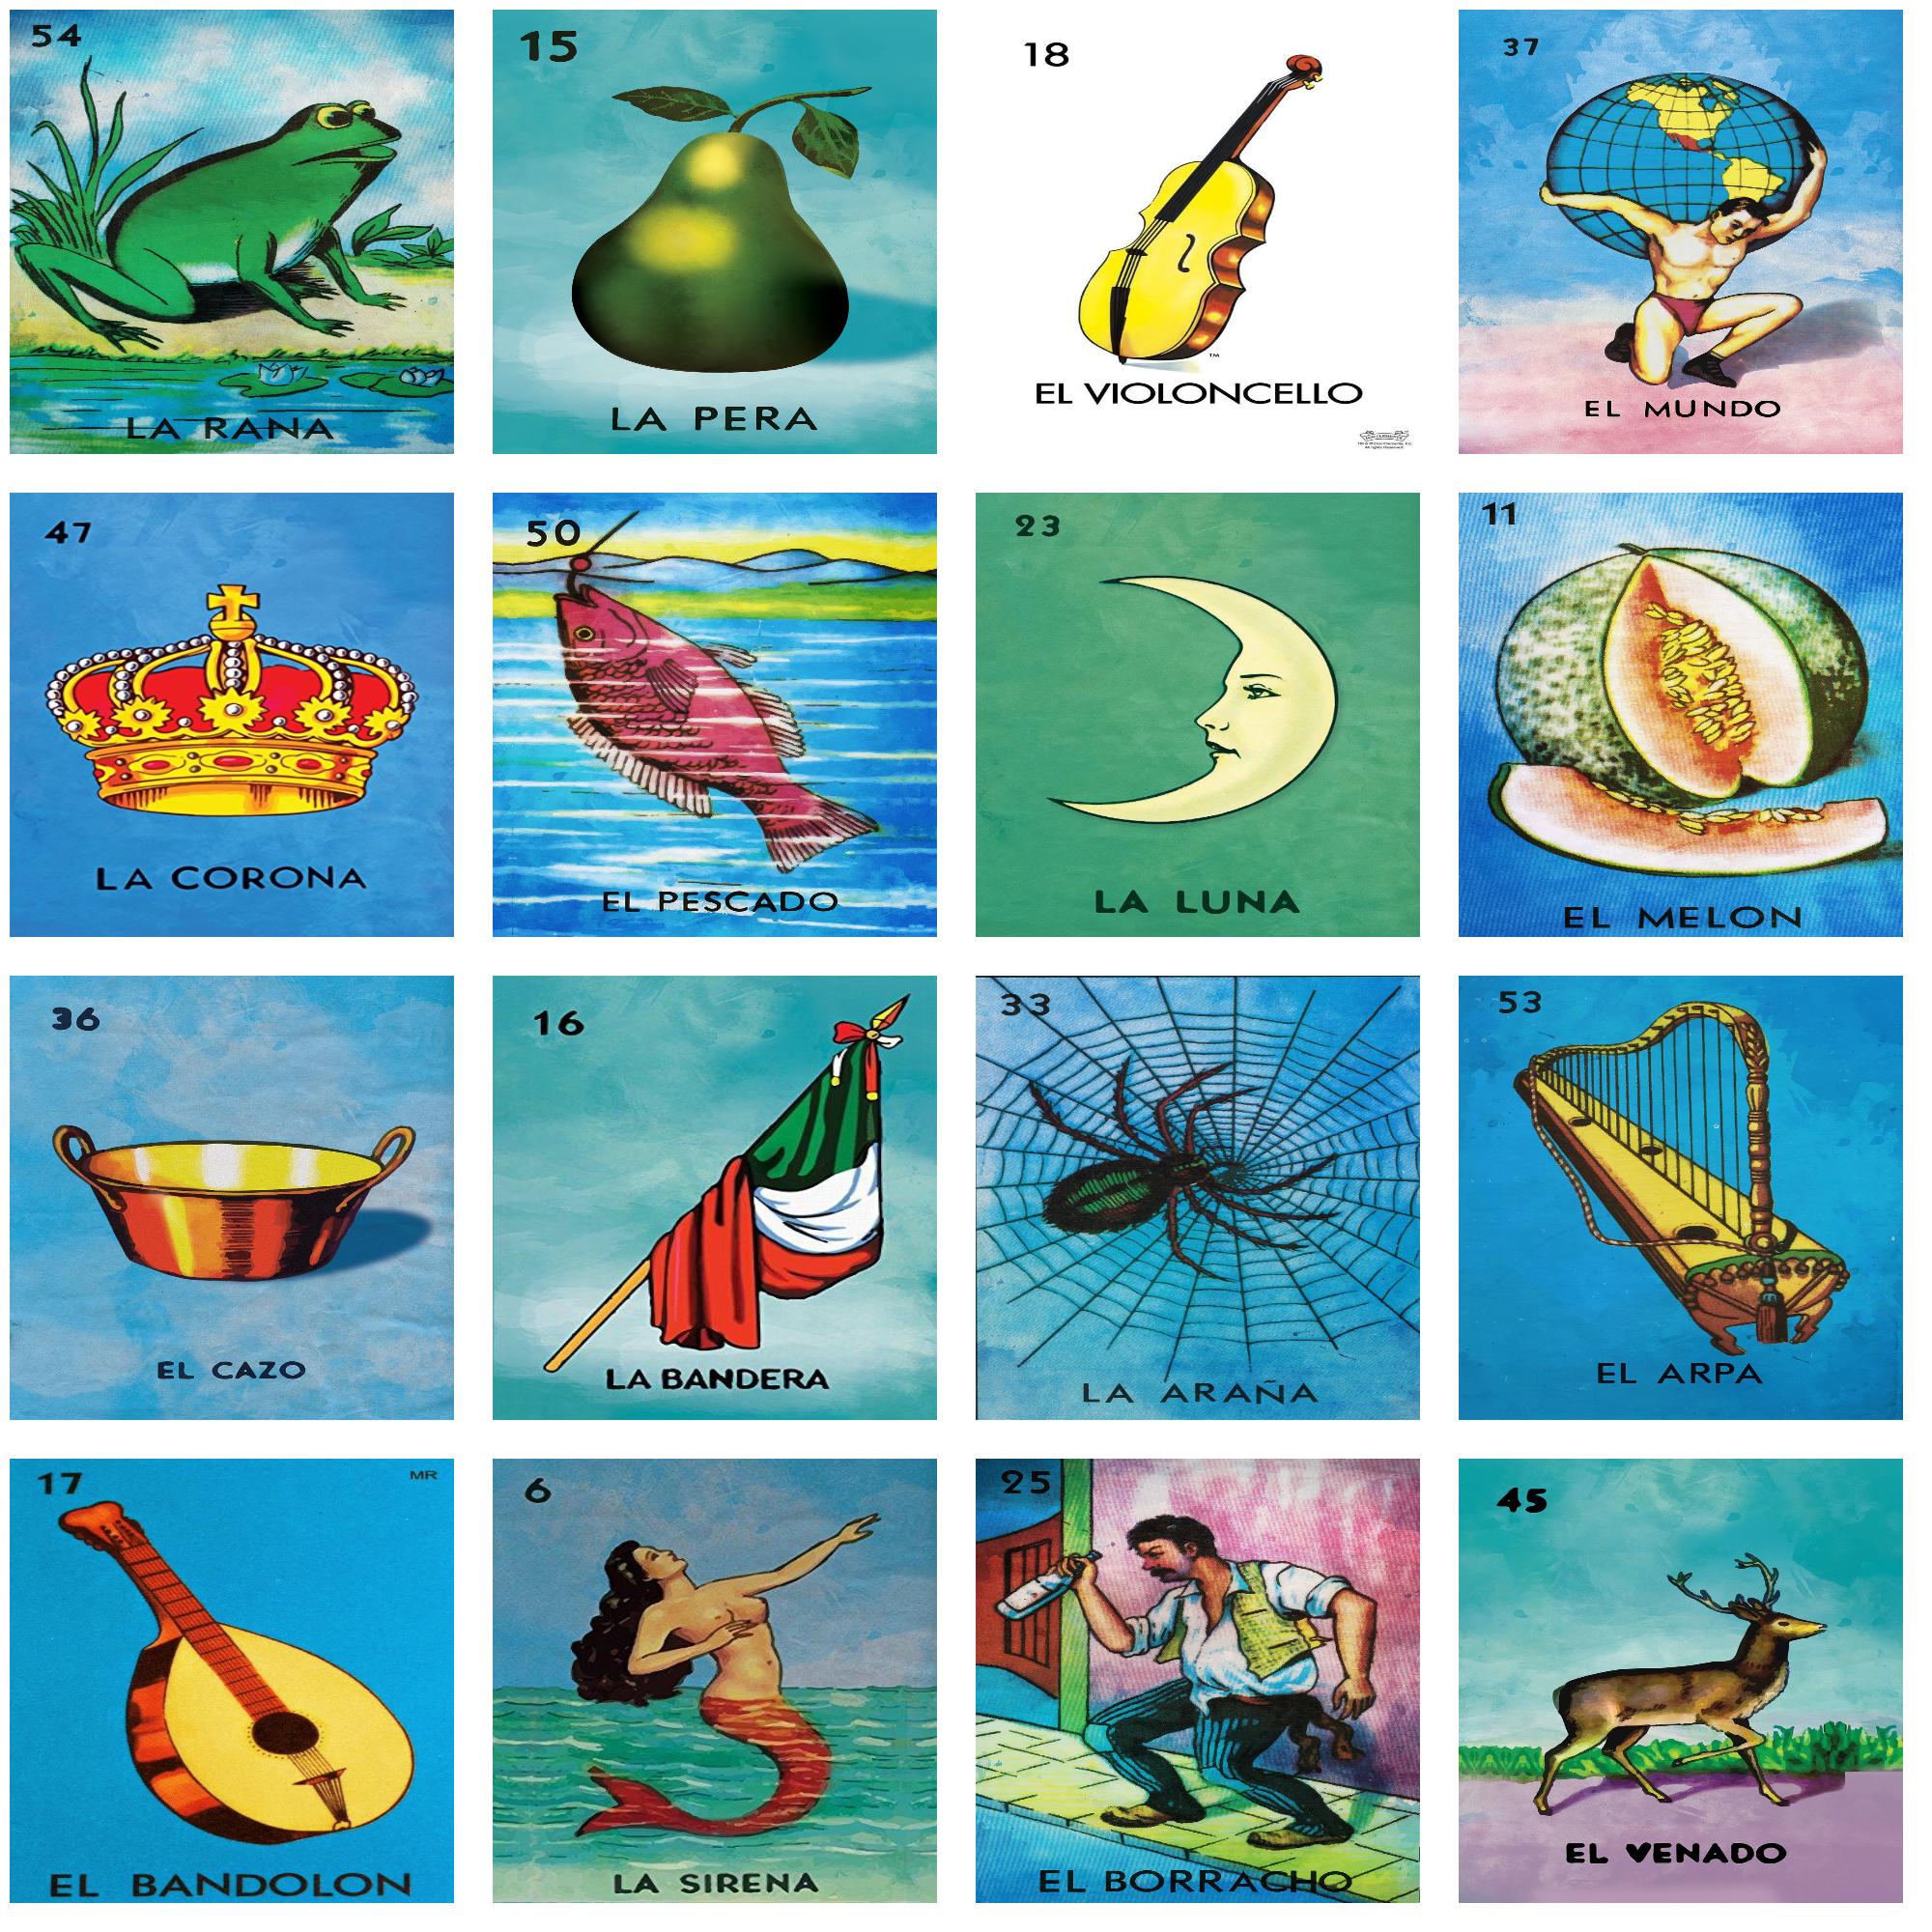 54
LA RANA
15
LA PERA
18
™
EL VIOLONCELLO
37
EL MUNDO
47
LA CORONA
50
EL PESCADO
23
LA LUNA
11
EL MELON
36
EL CAZO
16
LA BANDERA
33
LA ARAÑA
53
EL ARPA
17
MR
EL BANDOLON
6
LA SIRENA
25
EL BORRACHO
45
EL VENADO